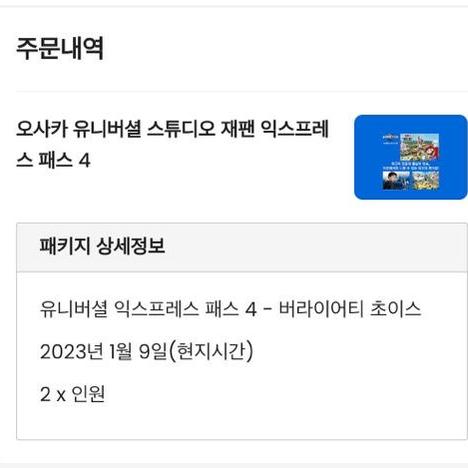 주문내역
오사카 유니버셜 스튜디오 재팬 익스프레
스 패스 4
패키지 상세정보
유니버셜 익스프레스 패스 4 - 버라이어티 초이스
2023년 1월 9일(현지시간)
2 x 인원